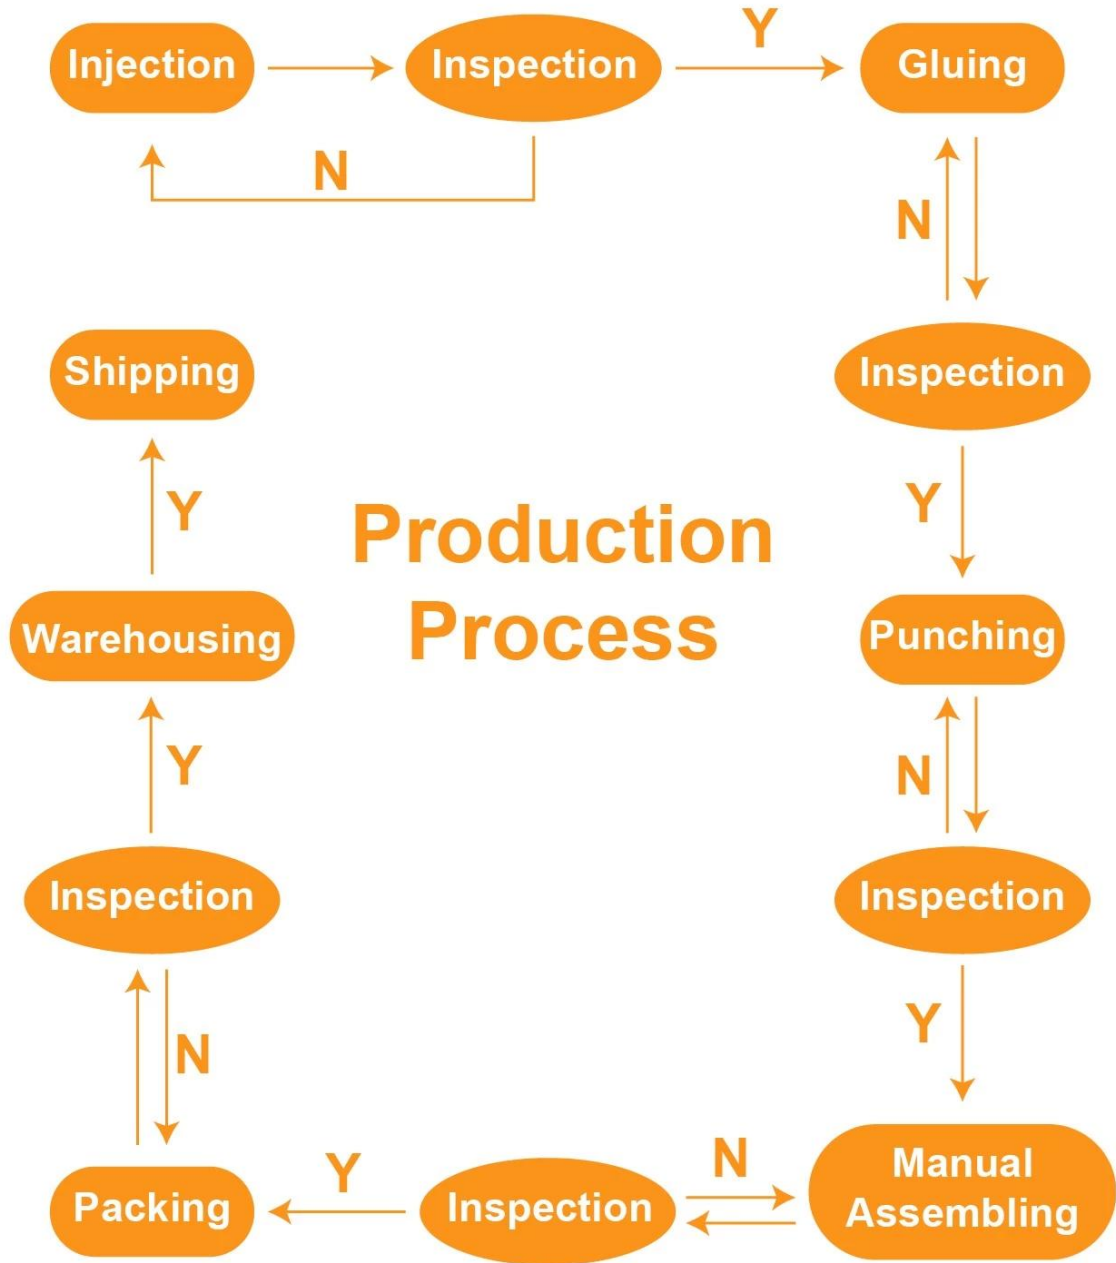 Injection
Inspection
Y
Gluing
N
N
Inspection
Shipping
Y
Y
Production
Process
Punching
Warehousing
Y
N
Inspection
Inspection
Y
N
Manual
Assembling
N
Y
Inspection
Packing